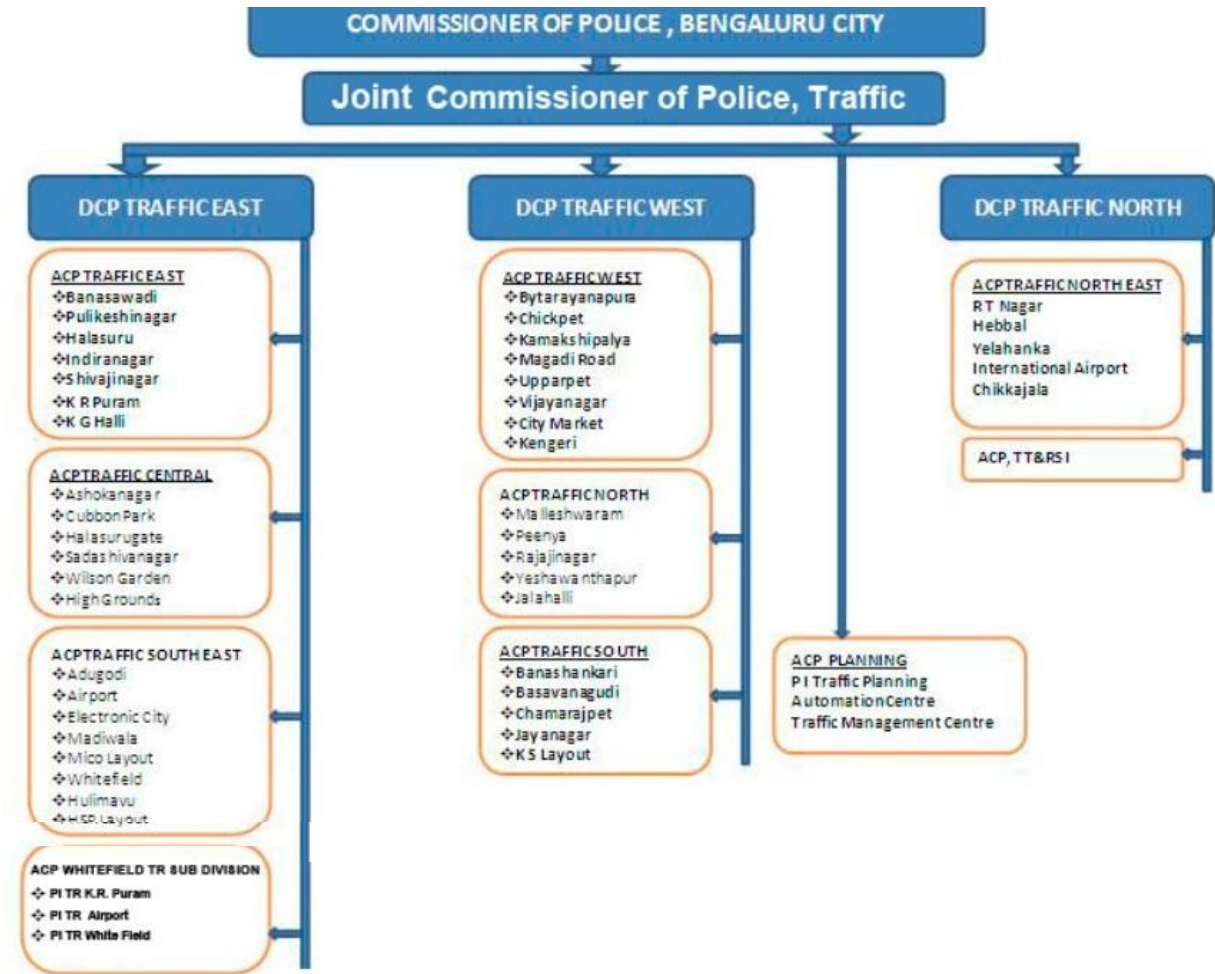 COMMISSIONER OF POLICE , BENGALURU CITY
Joint Commissioner of Police, Traffic
DCP TRAFFIC EAST
ACP TRAFFIC EAST
❖Banasawadi
❖Pulikeshinagar
❖Halasuru
❖Indiranagar
❖Shivajinagar
❖K R Puram
❖K G Halli
ACP TRAFFIC CENTRAL
❖Ashokanagar
❖Cubbon Park
❖Halasurugate
❖Sadashivanagar
❖Wilson Garden
❖High Grounds
ACP TRAFFIC SOUTH EAST
❖Adugodi
❖Airport
❖Electronic City
❖Madiwala
❖Mico Layout
❖Whitefield
❖Hulimavu
❖HSR Layout
ACP WHITEFIELD TR SUB DIVISION
❖ PI TR K.R. Puram
❖ PI TR Airport
❖ PI TR White Field
DCP TRAFFIC WEST
ACP TRAFFIC WEST
❖Bytarayanapura
❖Chickpet
❖Kamakshipalya
❖Magadi Road
❖Upparpet
❖Vijayanagar
❖City Market
❖Kengeri
ACP TRAFFIC NORTH
❖Malleshwaram
❖Peenya
❖Rajajinagar
❖Yeshawanthapur
❖Jalahalli
ACP TRAFFIC SOUTH
❖Banashankari
❖Basavanagudi
❖Chamarajpet
❖Jayanagar
❖K S Layout
ACP PLANNING
P I Traffic Planning
Automation Centre
Traffic Management Centre
DCP TRAFFIC NORTH
ACP TRAFFIC NORTH EAST
R T Nagar
Hebbal
Yelahanka
International Airport
Chikkajala
ACP, TT&RSI